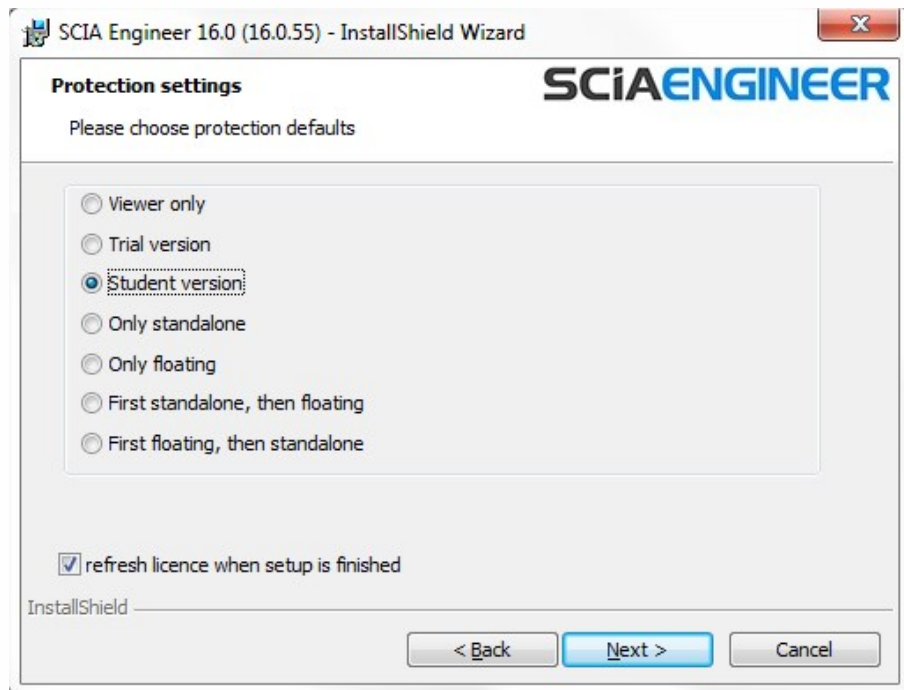 SCIA Engineer 16.0 (16.0.55) - InstallShield Wizard
Protection settings
SCiAENGINEER
Please choose protection defaults
Viewer only
Trial version
Student version
Only standalone
Only floating
First standalone, then floating
First floating, then standalone
refresh licence when setup is finished
InstallShield
< Back Next > Cancel